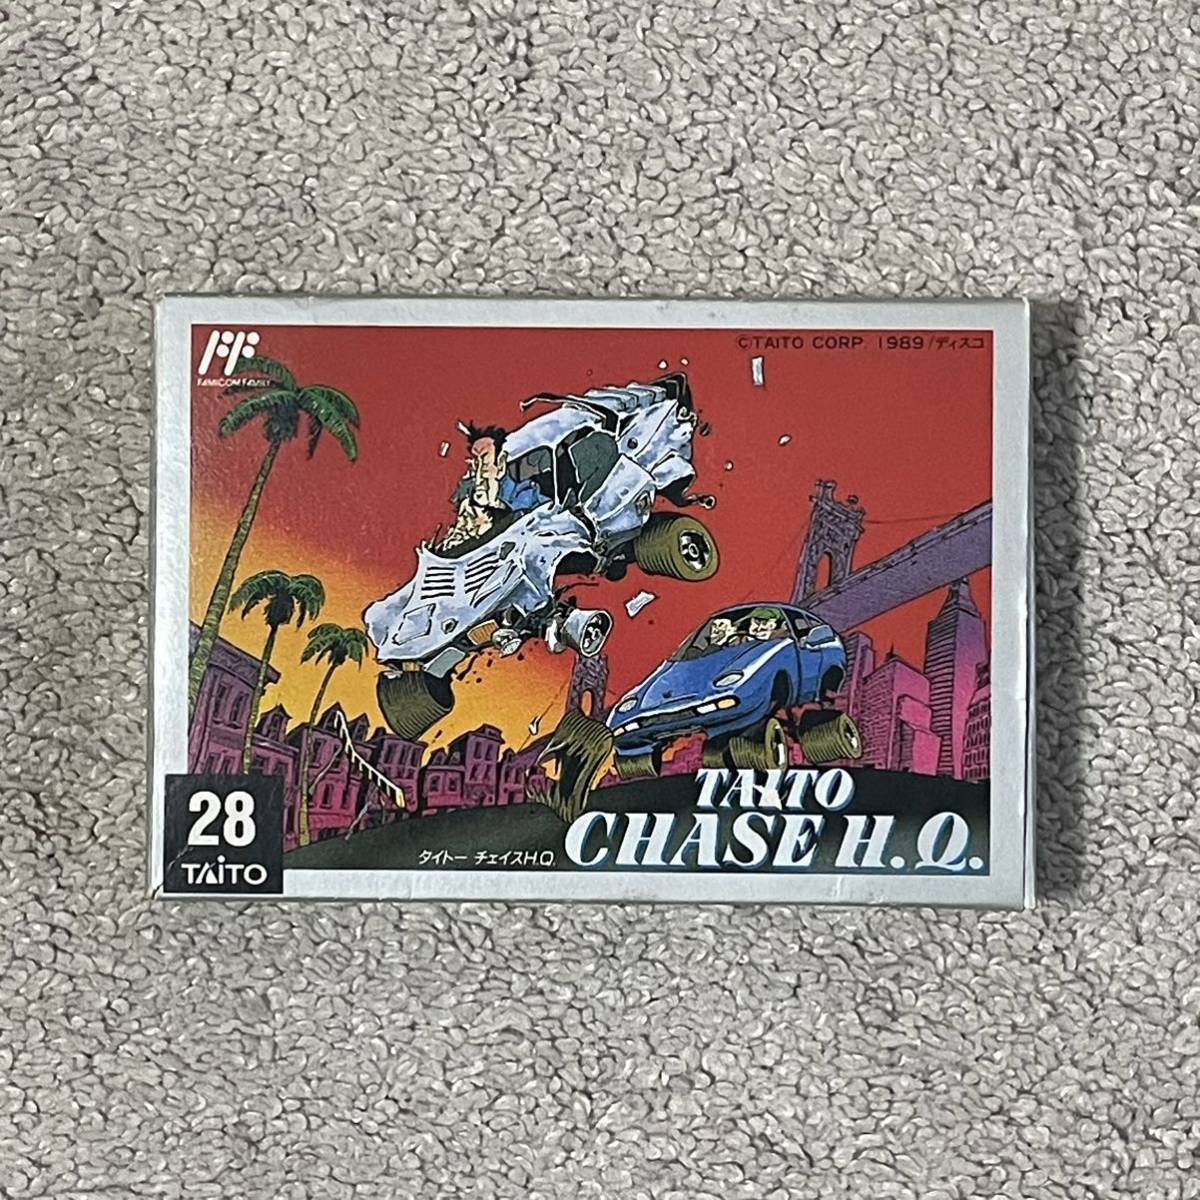 FF
FAMICOM FAMILY
©TAITO CORP. 1989/ディスコ
TAITO
CHASE H.Q.
タイトー チェイスH.Q.
28
TAITO